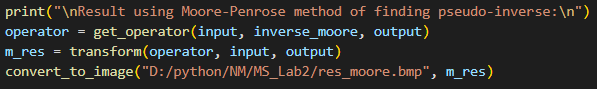 print("\nResult using Moore-Penrose method of finding pseudo-inverse:\n")
operator = get_operator(input, inverse_moore, output)
m_res = transform(operator, input, output)
convert_to_image("D:/python/NM/MS_Lab2/res_moore.bmp", m_res)